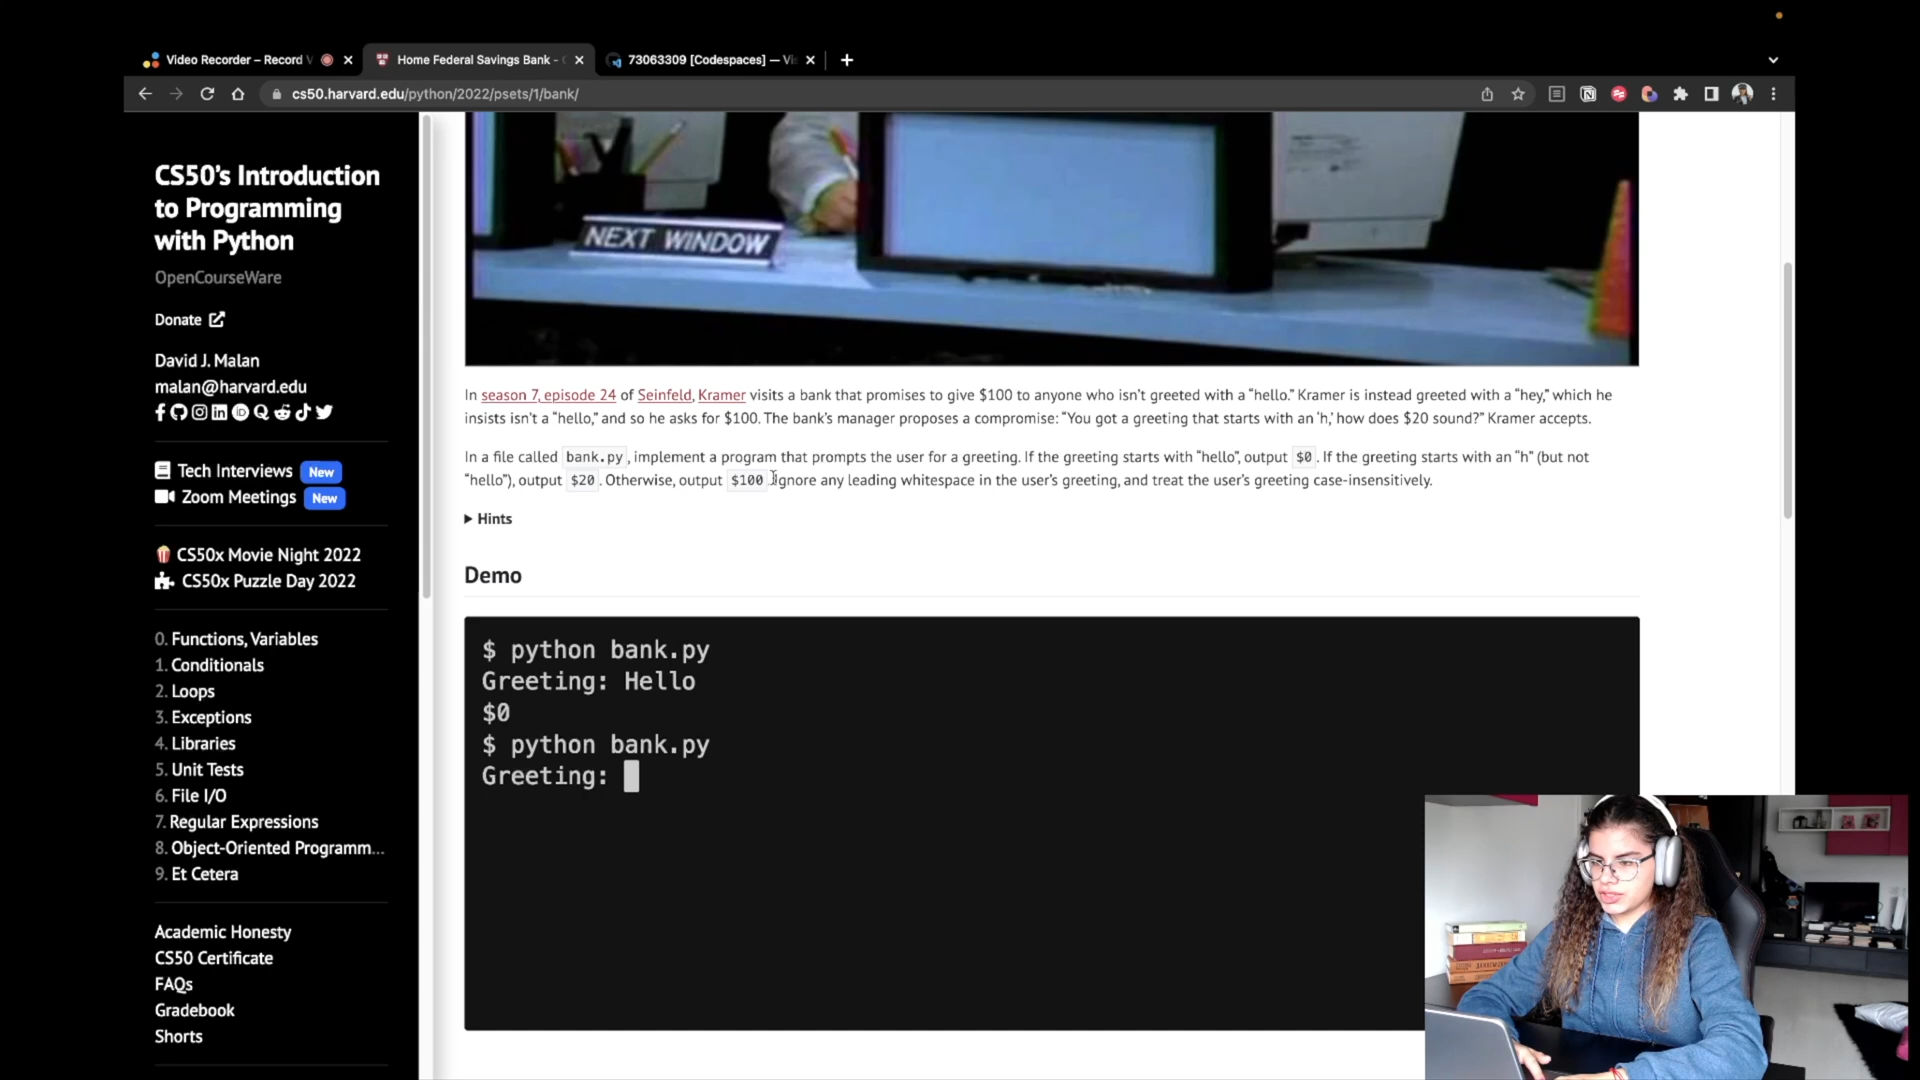 Video Recorder – Record V
Home Federal Savings Bank - C
73063309 [Codespaces] — Vis
cs50.harvard.edu/python/2022/psets/1/bank/
CS50's Introduction
to Programming
with Python
OpenCourseWare
Donate
David J. Malan
malan@harvard.edu
Tech Interviews New
Zoom Meetings New
CS50x Movie Night 2022
CS50x Puzzle Day 2022
0. Functions, Variables
1. Conditionals
2. Loops
3. Exceptions
4. Libraries
5. Unit Tests
6. File I/O
7. Regular Expressions
8. Object-Oriented Programm...
9. Et Cetera
Academic Honesty
CS50 Certificate
FAQs
Gradebook
Shorts
NEXT WINDOW
In season 7, episode 24 of Seinfeld, Kramer visits a bank that promises to give $100 to anyone who isn't greeted with a “hello.” Kramer is instead greeted with a “hey,” which he
insists isn't a “hello,” and so he asks for $100. The bank's manager proposes a compromise: “You got a greeting that starts with an ‘h,’ how does $20 sound?” Kramer accepts.
In a file called bank.py, implement a program that prompts the user for a greeting. If the greeting starts with “hello”, output $0. If the greeting starts with an “h” (but not
“hello”), output $20. Otherwise, output $100. Ignore any leading whitespace in the user's greeting, and treat the user's greeting case-insensitively.
Hints
Demo
$ python bank.py
Greeting: Hello
$0
$ python bank.py
Greeting: